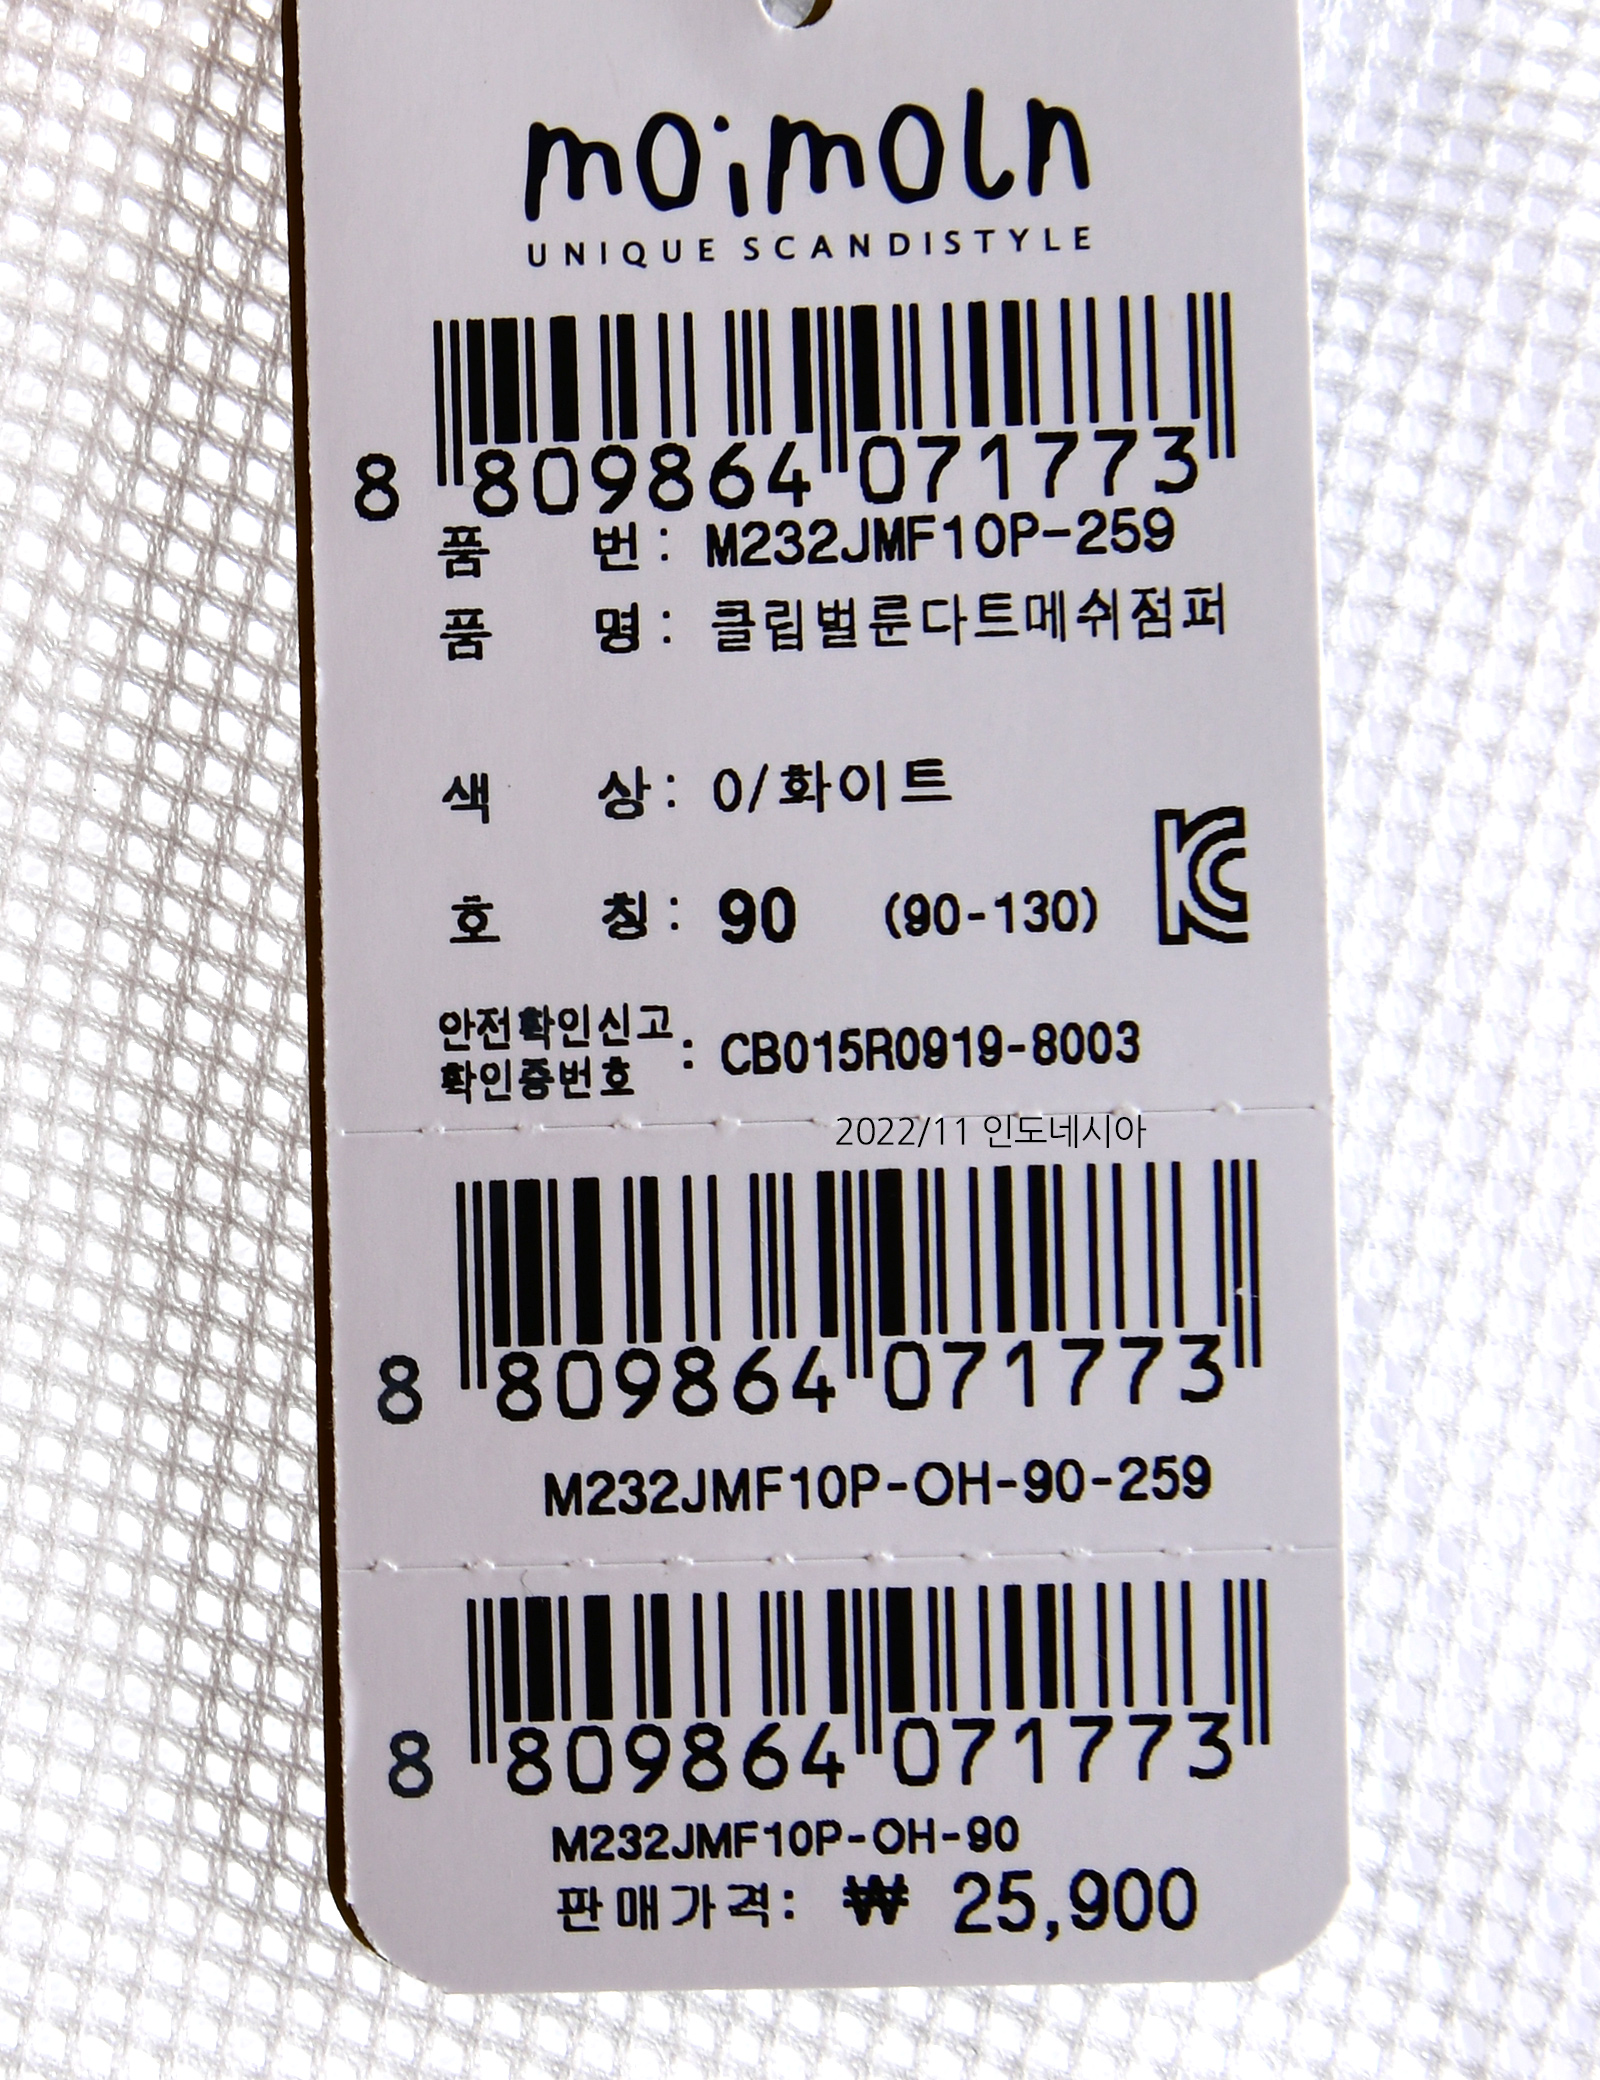 moimoln
UNIQUE SCANDISTYLE
8 809864 071773
품 번 : M232JMF10P-259
품 명 : 클립벌룬다트메쉬점퍼
색 상 : O/화이트
호 칭 : 90 (90-130)
안전확인신고
확인증번호 : CB015R0919-8003
2022/11 인도네시아
8 809864 071773
M232JMF10P-OH-90-259
8 809864 071773
M232JMF10P-OH-90
판매가격: ₩ 25,900